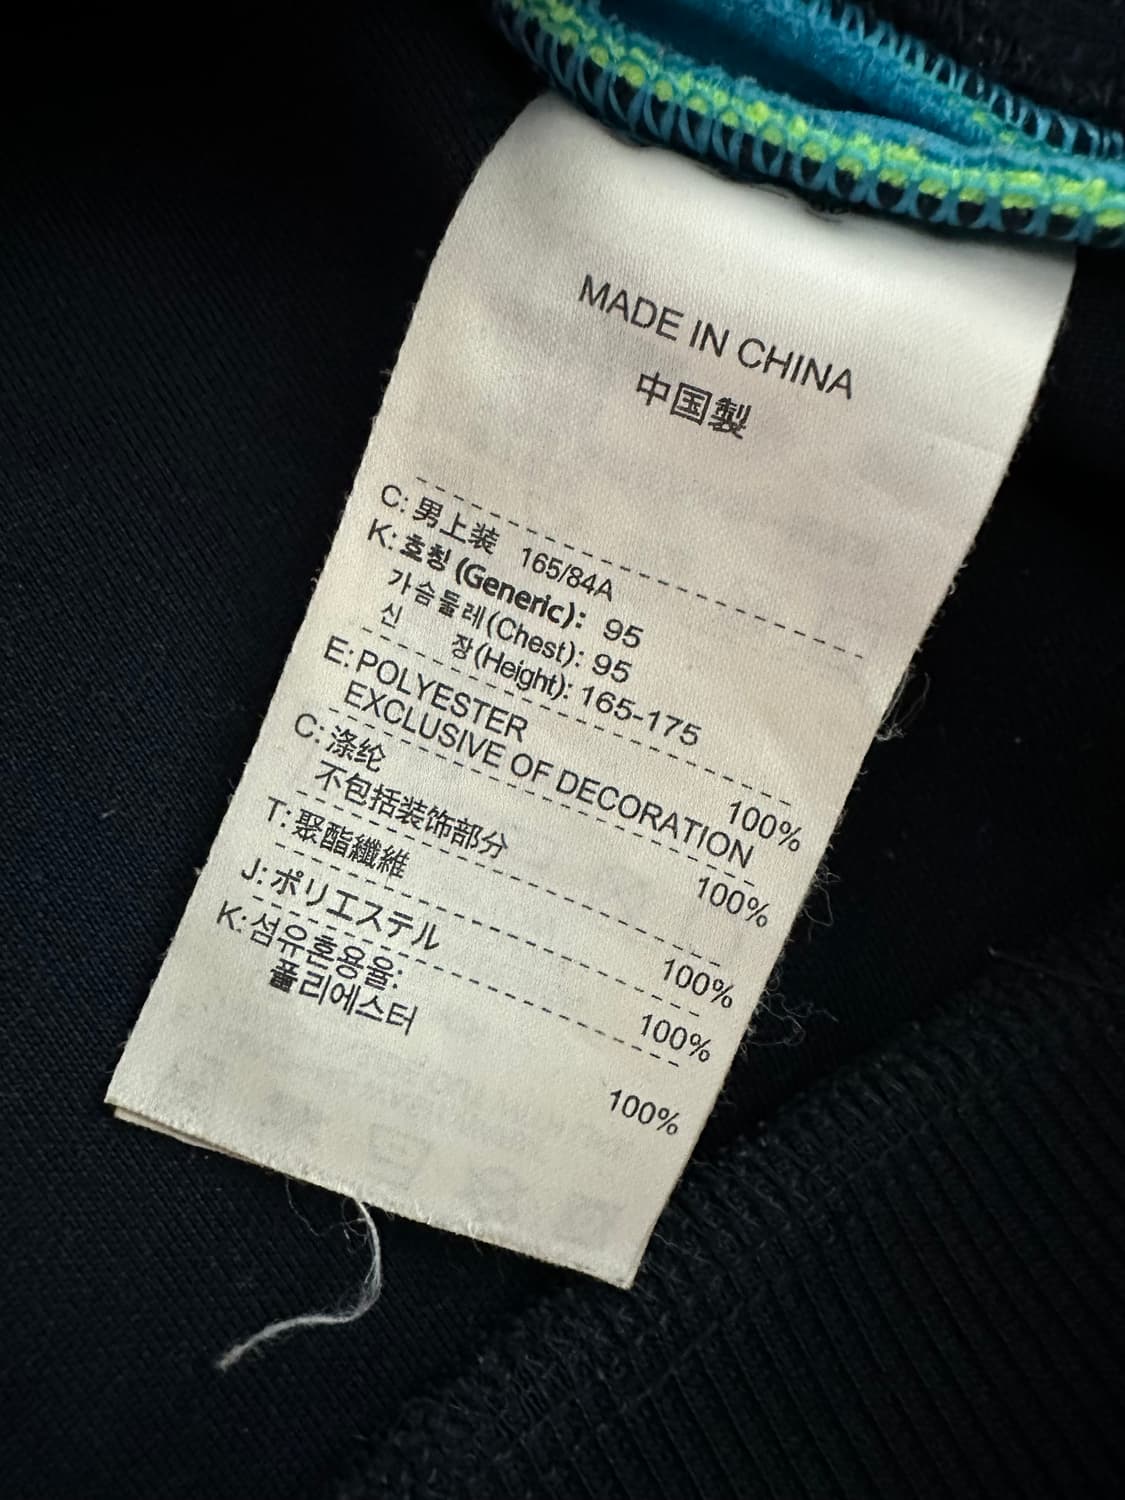 MADE IN CHINA
中国製
C: 男上装 165/84A
K: 호칭 (Generic): 95
가슴둘레(Chest): 95
신 장(Height): 165-175
E: POLYESTER 100%
EXCLUSIVE OF DECORATION
C: 涤纶 100%
不包括装饰部分
T: 聚酯纖維 100%
J: ポリエステル 100%
K: 섬유혼용율:
폴리에스터 100%